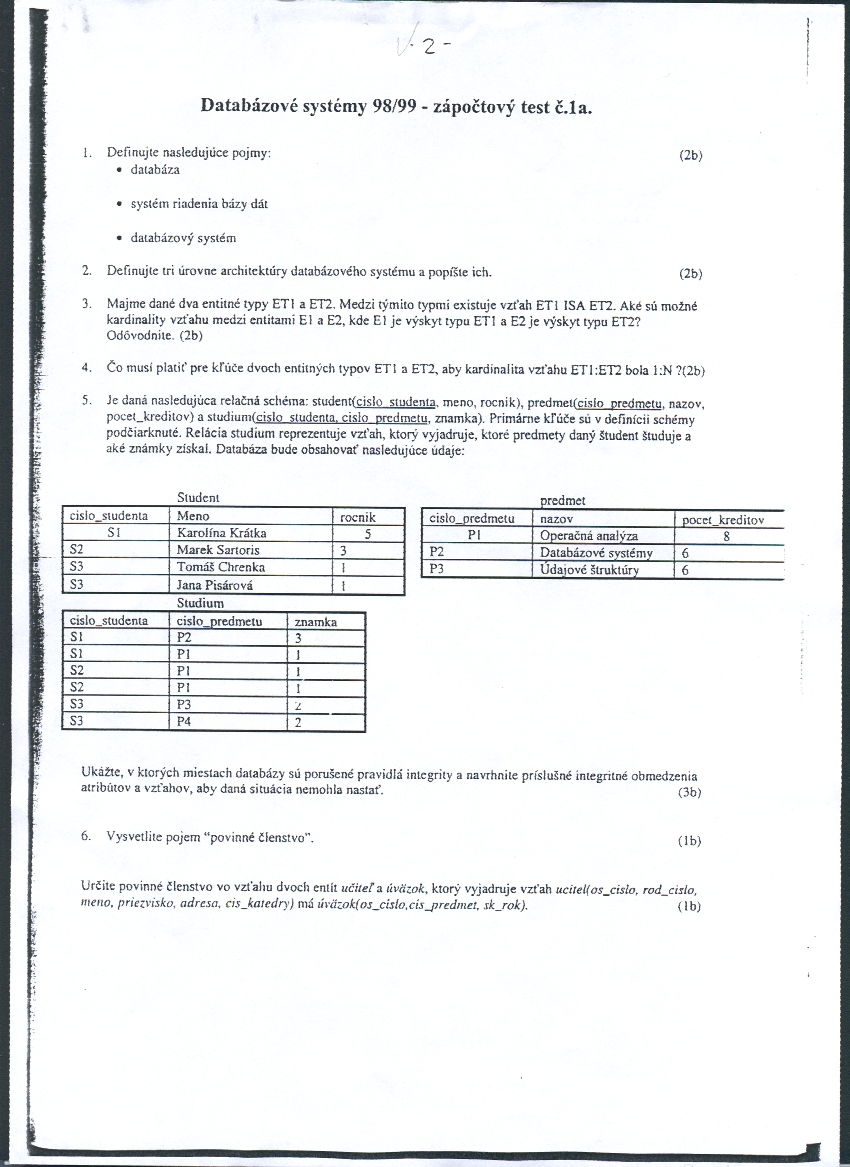 V. 2 -
Databázové systémy 98/99 - zápočtový test č.1a.
1. Definujte nasledujúce pojmy: (2b)
• databáza
• systém riadenia bázy dát
• databázový systém
2. Definujte tri úrovne architektúry databázového systému a popíšte ich. (2b)
3. Majme dané dva entitné typy ET1 a ET2. Medzi týmito typmi existuje vzťah ET1 ISA ET2. Aké sú možné
kardinality vzťahu medzi entitami E1 a E2, kde E1 je výskyt typu ET1 a E2 je výskyt typu ET2?
Odôvodnite. (2b)
4. Čo musí platiť pre kľúče dvoch entitných typov ET1 a ET2, aby kardinalita vzťahu ET1:ET2 bola 1:N ?(2b)
5. Je daná nasledujúca relačná schéma: student(cislo_studenta, meno, rocnik), predmet(cislo_predmetu, nazov,
pocet_kreditov) a studium(cislo_studenta, cislo_predmetu, znamka). Primárne kľúče sú v definícii schémy
podčiarknuté. Relácia studium reprezentuje vzťah, ktorý vyjadruje, ktoré predmety daný študent študuje a
aké známky získal. Databáza bude obsahovať nasledujúce údaje:
Student
cislo_studenta Meno rocnik
S1 Karolína Krátka 5
S2 Marek Sartoris 3
S3 Tomáš Chrenka 1
S3 Jana Pisárová 1
predmet
cislo_predmetu nazov pocet_kreditov
P1 Operačná analýza 8
P2 Databázové systémy 6
P3 Údajové štruktúry 6
Studium
cislo_studenta cislo_predmetu znamka
S1 P2 3
S1 P1 1
S2 P1 1
S2 P1 1
S3 P3 2
S3 P4 2
Ukážte, v ktorých miestach databázy sú porušené pravidlá integrity a navrhnite príslušné integritné obmedzenia
atribútov a vzťahov, aby daná situácia nemohla nastať. (3b)
6. Vysvetlite pojem “povinné členstvo”. (1b)
Určite povinné členstvo vo vzťahu dvoch entít učiteľ a úväzok, ktorý vyjadruje vzťah ucitel(os_cislo, rod_cislo,
meno, priezvisko, adresa, cis_katedry) má úväzok(os_cislo,cis_predmet, sk_rok). (1b)